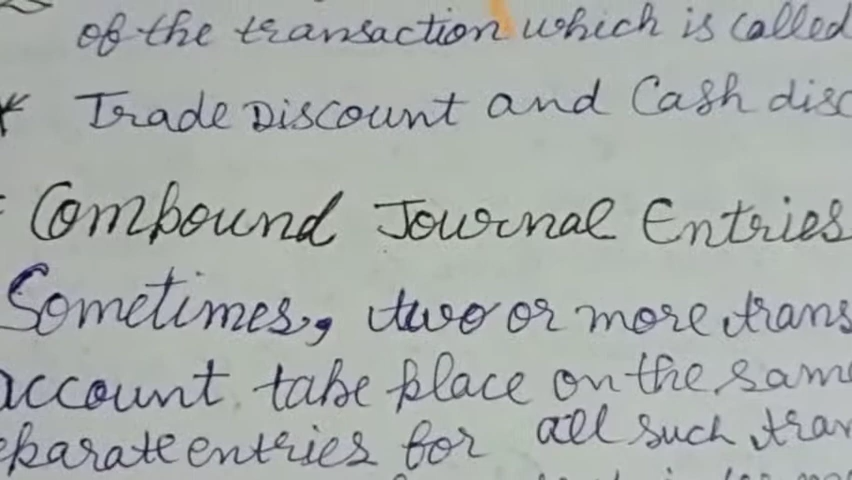 of the transaction which is called
* Trade Discount and Cash disc
Compound Journal Entries
Sometimes, two or more trans
account take place on the same
eparate entries for all such tran